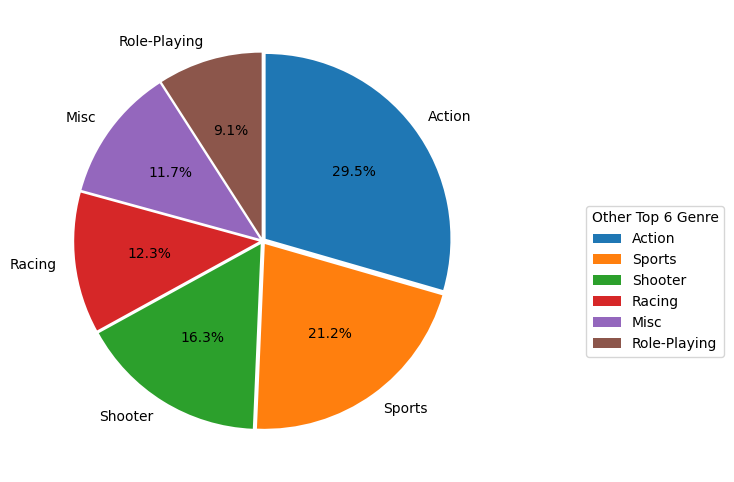 Role-Playing
Misc
Action
9.1%
11.7%
29.5%
Racing
12.3%
16.3%
21.2%
Shooter
Sports
Other Top 6 Genre
Action
Sports
Shooter
Racing
Misc
Role-Playing